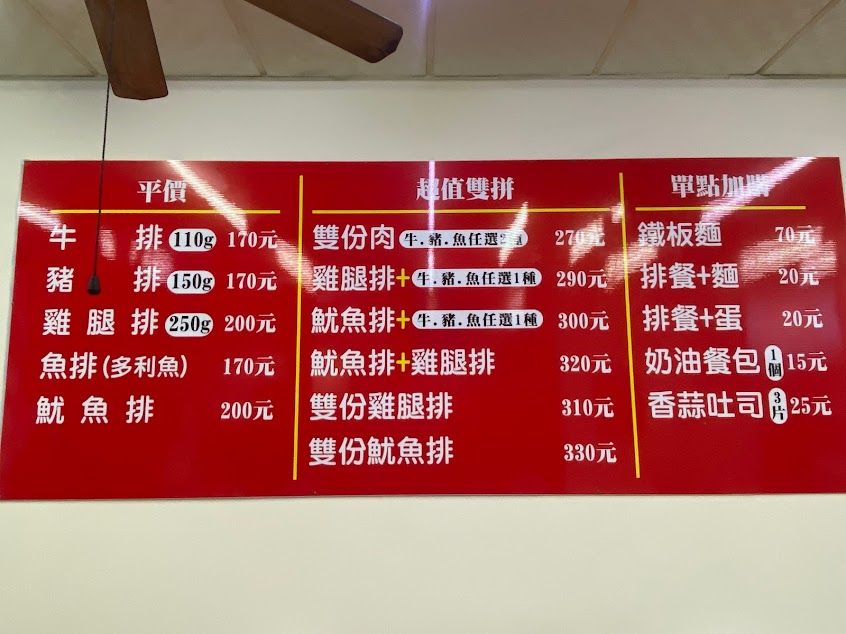 平價
牛排 110g 170元
豬排 150g 170元
雞腿排 250g 200元
魚排(多利魚) 170元
魷魚排 200元
超值雙拼
雙份肉 牛.豬.魚任選 270元
雞腿排+ 牛.豬.魚任選1種 290元
魷魚排+ 牛.豬.魚任選1種 300元
魷魚排+雞腿排 320元
雙份雞腿排 310元
雙份魷魚排 330元
單點加購
鐵板麵 70元
排餐+麵 20元
排餐+蛋 20元
奶油餐包 1個 15元
香蒜吐司 3片 25元